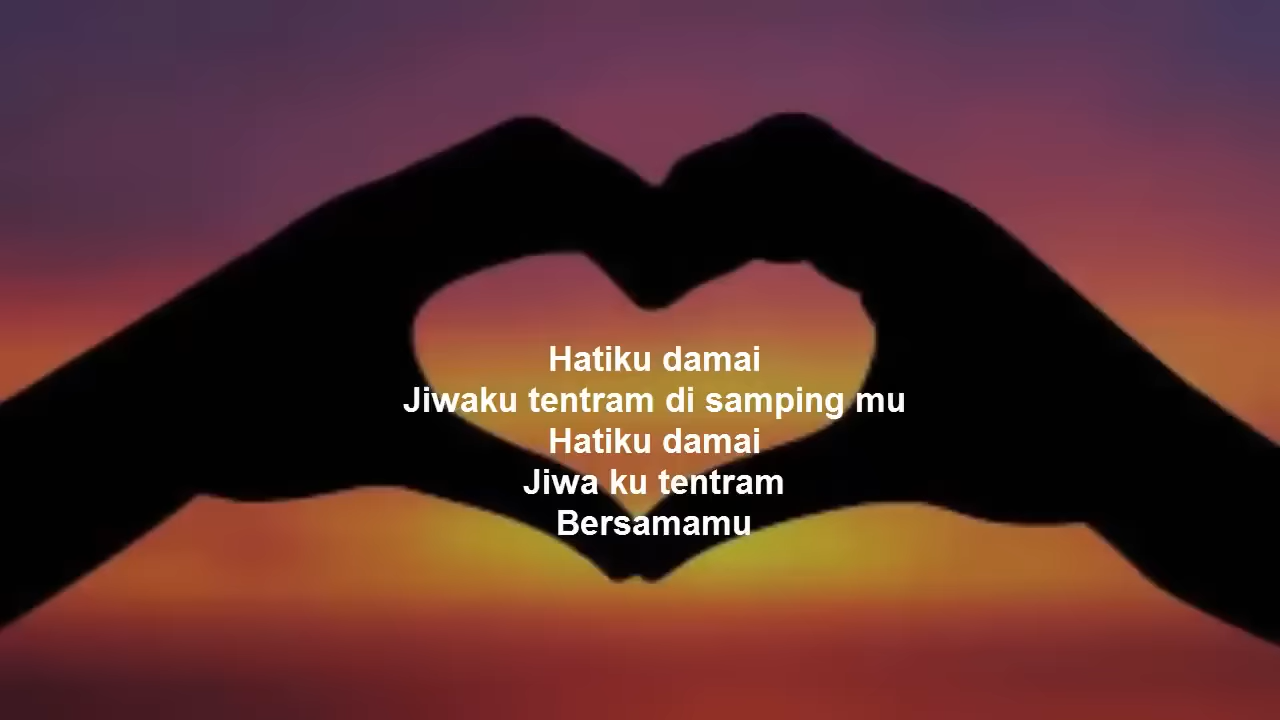 Hatiku damai
Jiwaku tentram di samping mu
Hatiku damai
Jiwa ku tentram
Bersamamu